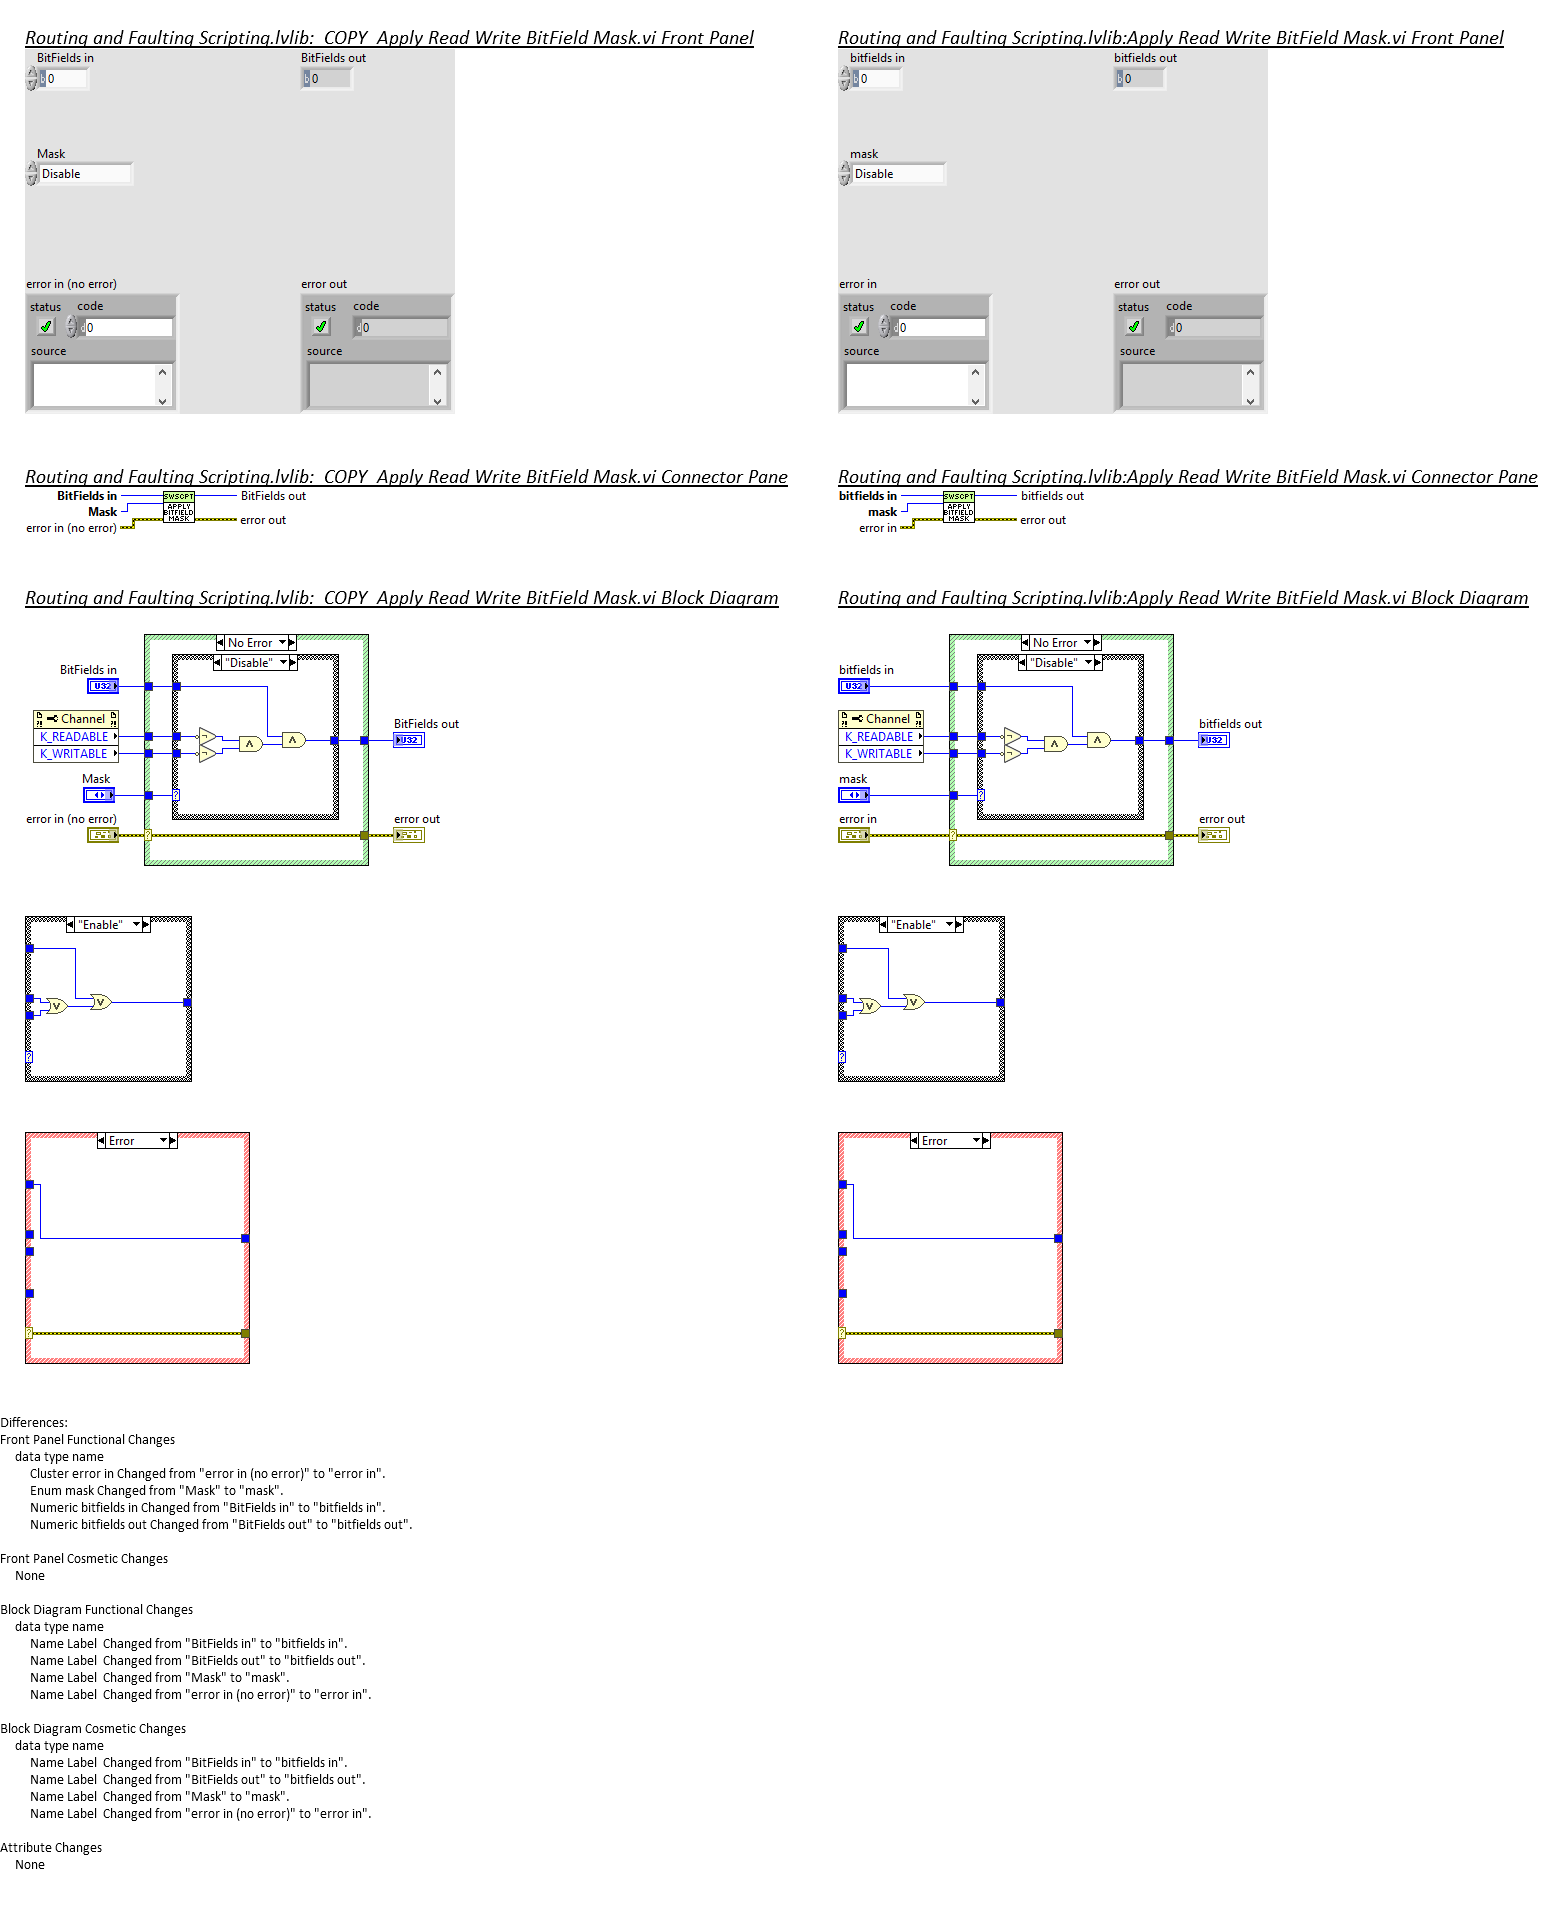 Routing and Faulting Scripting.lvlib:  COPY  Apply Read Write BitField Mask.vi Front Panel
BitFields in
BitFields out
b 0
b 0
Mask
Disable
error in (no error)
error out
status code
status code
d 0
d 0
source
source
Routing and Faulting Scripting.lvlib:Apply Read Write BitField Mask.vi Front Panel
bitfields in
bitfields out
b 0
b 0
mask
Disable
error in
error out
status code
status code
d 0
d 0
source
source
Routing and Faulting Scripting.lvlib:  COPY  Apply Read Write BitField Mask.vi Connector Pane
BitFields in
SWSCPT
BitFields out
Mask
APPLY
BITFIELD
MASK
error in (no error)
error out
Routing and Faulting Scripting.lvlib:Apply Read Write BitField Mask.vi Connector Pane
bitfields in
SWSCPT
bitfields out
mask
APPLY
BITFIELD
MASK
error in
error out
Routing and Faulting Scripting.lvlib:  COPY  Apply Read Write BitField Mask.vi Block Diagram
No Error
"Disable"
BitFields in
U32
?! Channel ?!
K_READABLE
K_WRITABLE
BitFields out
U32
Mask
?
error in (no error)
error out
?
Routing and Faulting Scripting.lvlib:Apply Read Write BitField Mask.vi Block Diagram
No Error
"Disable"
bitfields in
U32
?! Channel ?!
K_READABLE
K_WRITABLE
bitfields out
U32
mask
?
error in
error out
?
"Enable"
V
V
?
"Enable"
V
V
?
Error
?
Error
?
Differences:
Front Panel Functional Changes
data type name
Cluster error in Changed from "error in (no error)" to "error in".
Enum mask Changed from "Mask" to "mask".
Numeric bitfields in Changed from "BitFields in" to "bitfields in".
Numeric bitfields out Changed from "BitFields out" to "bitfields out".
Front Panel Cosmetic Changes
None
Block Diagram Functional Changes
data type name
Name Label  Changed from "BitFields in" to "bitfields in".
Name Label  Changed from "BitFields out" to "bitfields out".
Name Label  Changed from "Mask" to "mask".
Name Label  Changed from "error in (no error)" to "error in".
Block Diagram Cosmetic Changes
data type name
Name Label  Changed from "BitFields in" to "bitfields in".
Name Label  Changed from "BitFields out" to "bitfields out".
Name Label  Changed from "Mask" to "mask".
Name Label  Changed from "error in (no error)" to "error in".
Attribute Changes
None